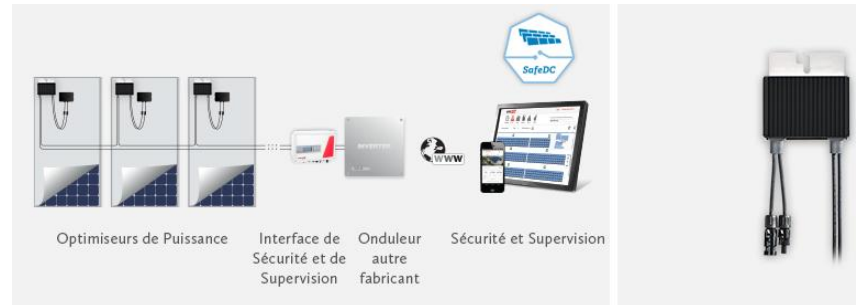 SafeDC
INVERTER
WWW
Optimiseurs de Puissance
Interface de
Sécurité et de
Supervision
Onduleur
autre
fabricant
Sécurité et Supervision